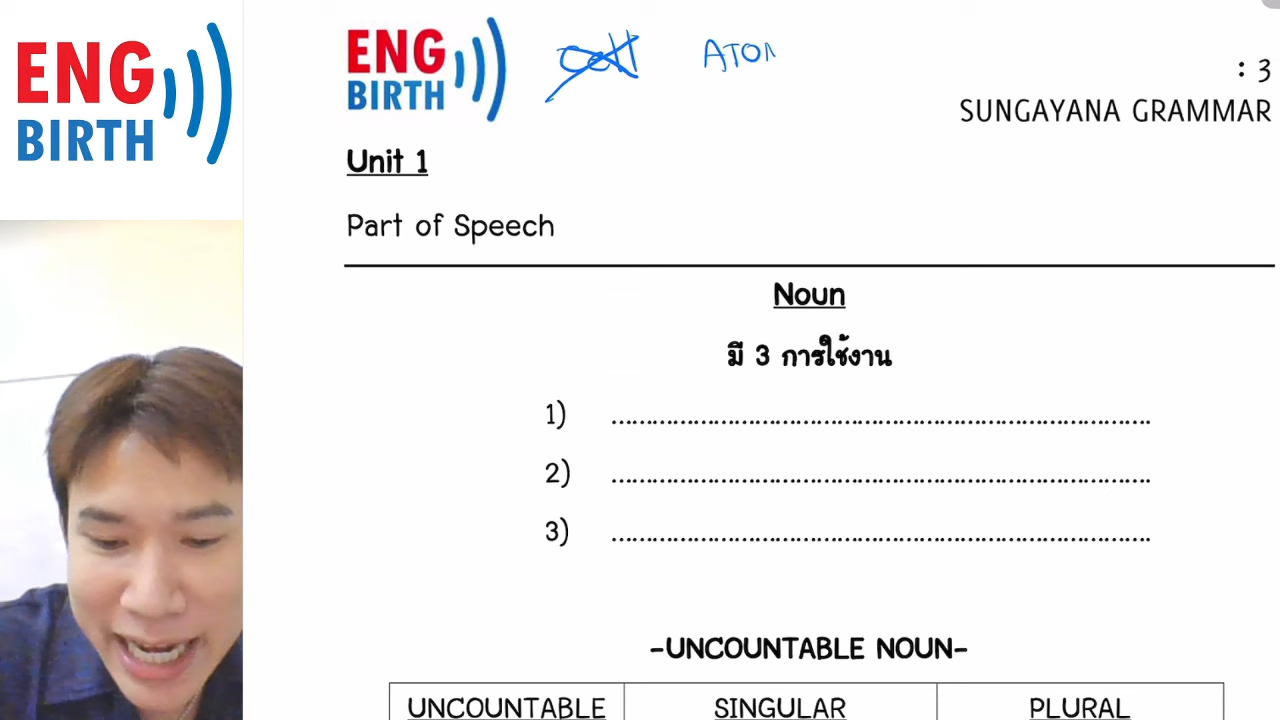 ENG
BIRTH
ENG
BIRTH
ATOM
: 3
SUNGAYANA GRAMMAR
Unit 1
Part of Speech
Noun
มี 3 การใช้งาน
1) ................................................................................
2) ................................................................................
3) ................................................................................
-UNCOUNTABLE NOUN-
UNCOUNTABLE SINGULAR PLURAL